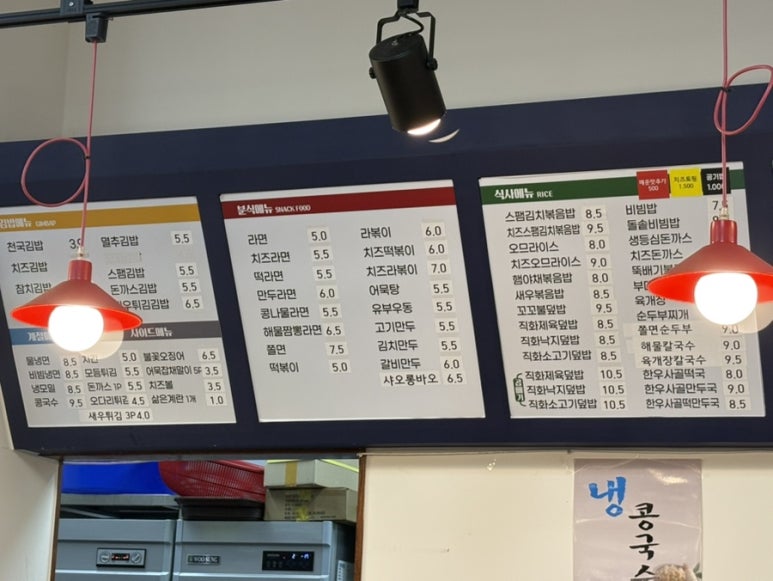 김밥메뉴 GIMBAP
천국김밥 3.9
치즈김밥
참치김밥
멸추김밥 5.5
스팸김밥 5.5
돈까스김밥 5.5
새우튀김김밥 6.5
계절
물냉면 8.5
비빔냉면 8.5
냉모밀 8.5
콩국수 9.5
사이드메뉴
5.0
모듬튀김 5.5
돈까스 1P 5.5
오다리튀김 4.5
새우튀김 3P 4.0
불꽃오징어 6.5
어묵잡채말이 5P 3.5
치즈볼 3.5
삶은계란 1개 1.0
분식메뉴 SNACK FOOD
라면 5.0
치즈라면 5.5
떡라면 5.5
만두라면 6.0
콩나물라면 5.5
해물짬뽕라면 6.5
쫄면 7.5
떡볶이 5.0
라볶이 6.0
치즈떡볶이 6.0
치즈라볶이 7.0
어묵탕 5.5
유부우동 5.5
고기만두 5.5
김치만두 5.5
갈비만두 6.0
샤오롱바오 6.5
식사메뉴 RICE
매운맛추가 500
치즈토핑 1,500
공기밥 1,000
스팸김치볶음밥 8.5
치즈스팸김치볶음밥 9.5
오므라이스 8.0
치즈오므라이스 9.0
햄야채볶음밥 8.0
새우볶음밥 8.5
꼬꼬불덮밥 9.5
직화제육덮밥 8.5
직화낙지덮밥 8.5
직화소고기덮밥 8.5
곱빼기
직화제육덮밥 10.5
직화낙지덮밥 10.5
직화소고기덮밥 10.5
비빔밥
돌솥비빔밥
생등심돈까스
치즈돈까스
뚝배기불
육개장
순두부찌개
쫄면순두부 9.0
해물칼국수 9.0
육개장칼국수 9.5
한우사골떡국 8.0
한우사골만두국 9.0
한우사골떡만두국 8.5
냉
콩국수